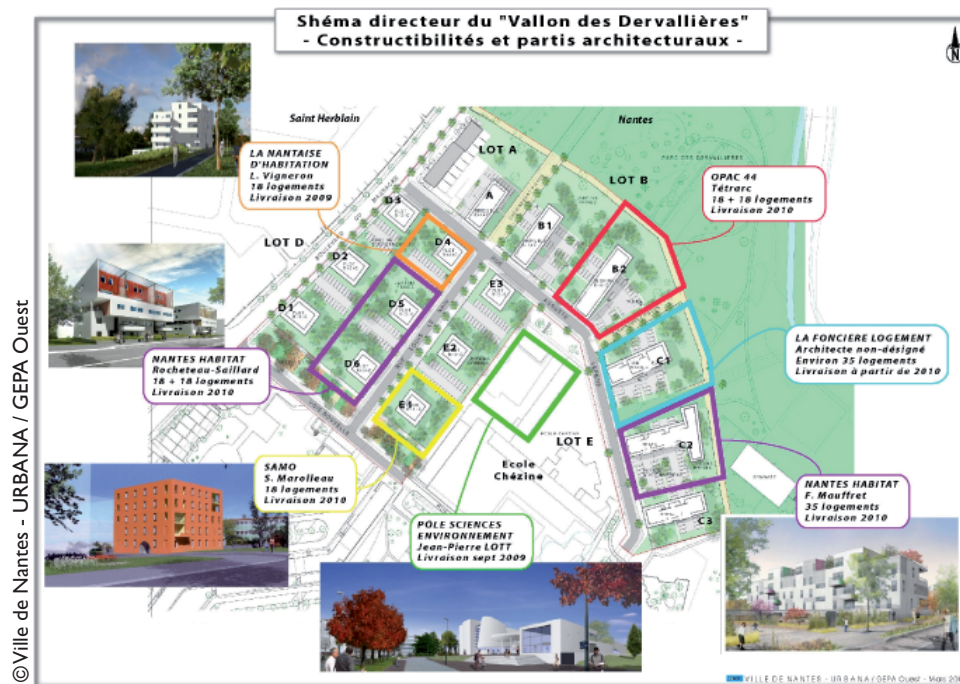 Shéma directeur du "Vallon des Dervallières"
- Constructibilités et partis architecturaux -
N
Saint Herblain
Nantes
LOT A
LOT B
PARC DES DERVALLIÈRES
LA NANTAISE
D'HABITATION
L. Vigneron
18 logements
Livraison 2009
OPAC 44
Tétrarc
18 + 18 logements
Livraison 2010
A
B1
B2
D3
D4
LOT D
D2
D1
D5
D6
E3
E2
E1
C1
C2
C3
LOT E
Ecole
Chézine
NANTES HABITAT
Rocheteau-Saillard
18 + 18 logements
Livraison 2010
LA FONCIERE LOGEMENT
Architecte non-désigné
Environ 35 logements
Livraison à partir de 2010
SAMO
S. Marolleau
18 logements
Livraison 2010
PÔLE SCIENCES
ENVIRONNEMENT
Jean-Pierre LOTT
Livraison sept 2009
NANTES HABITAT
F. Mauffret
35 logements
Livraison 2010
©Ville de Nantes - URBANA / GEPA Ouest
VILLE DE NANTES - URBANA / GEPA Ouest - Mars